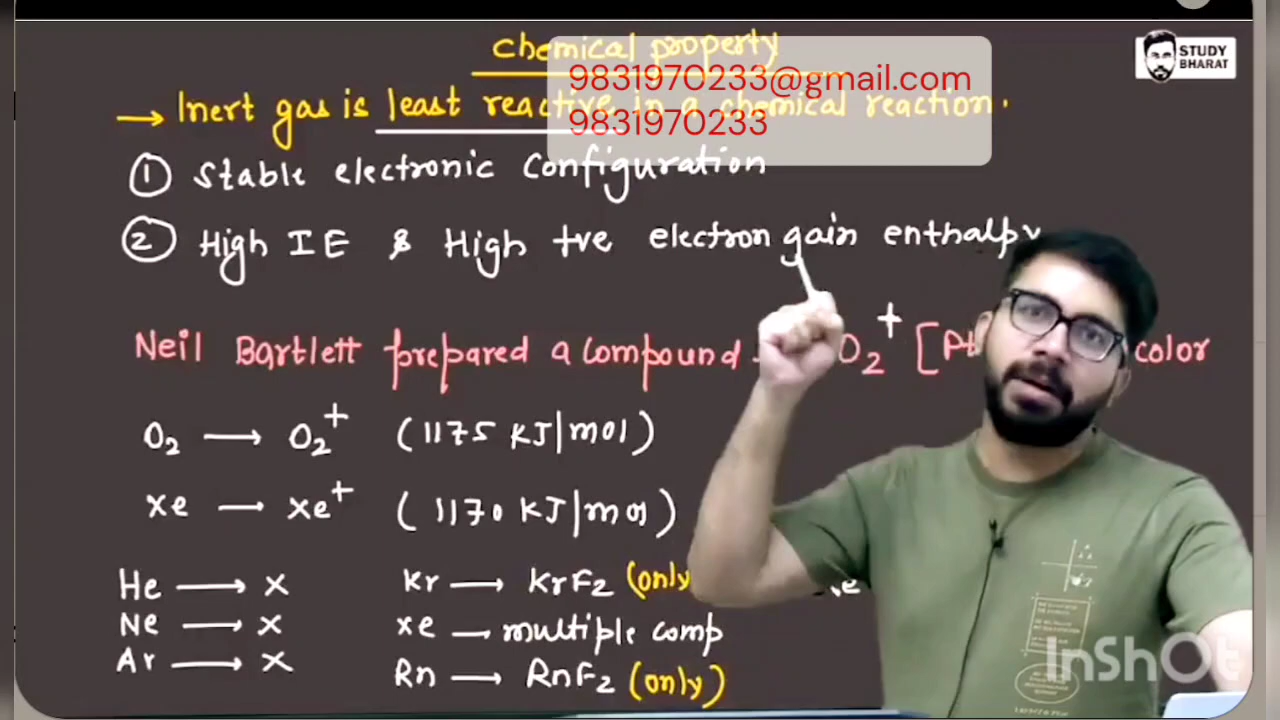 chemical property
STUDY
BHARAT
9831970233@gmail.com
→ Inert gas is least reactive in a chemical reaction.
9831970233
① Stable electronic configuration
② High IE & High +ve electron gain enthalpy
Neil Bartlett prepared a compound O₂⁺ [Pt color
O₂ → O₂⁺ (1175 KJ/mol)
xe → xe⁺ (1170 KJ/mol)
He → X Kr → KrF₂ (only
Ne → X xe → multiple comp
Ar → X Rn → RnF₂ (only)
InShOt